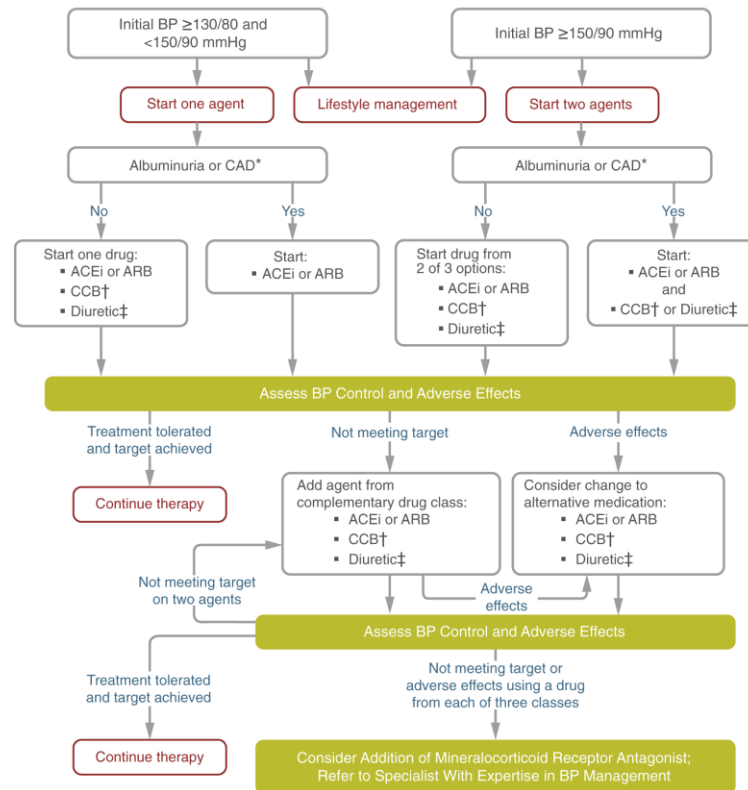 Initial BP ≥130/80 and
<150/90 mmHg
Initial BP ≥150/90 mmHg
Start one agent
Lifestyle management
Start two agents
Albuminuria or CAD*
Albuminuria or CAD*
No
Yes
No
Yes
Start one drug:
▪ ACEi or ARB
▪ CCB†
▪ Diuretic‡
Start:
▪ ACEi or ARB
Start drug from
2 of 3 options:
▪ ACEi or ARB
▪ CCB†
▪ Diuretic‡
Start:
▪ ACEi or ARB
and
▪ CCB† or Diuretic‡
Assess BP Control and Adverse Effects
Treatment tolerated
and target achieved
Not meeting target
Adverse effects
Continue therapy
Add agent from
complementary drug class:
▪ ACEi or ARB
▪ CCB†
▪ Diuretic‡
Consider change to
alternative medication:
▪ ACEi or ARB
▪ CCB†
▪ Diuretic‡
Not meeting target
on two agents
Adverse
effects
Assess BP Control and Adverse Effects
Treatment tolerated
and target achieved
Not meeting target or
adverse effects using a drug
from each of three classes
Continue therapy
Consider Addition of Mineralocorticoid Receptor Antagonist;
Refer to Specialist With Expertise in BP Management